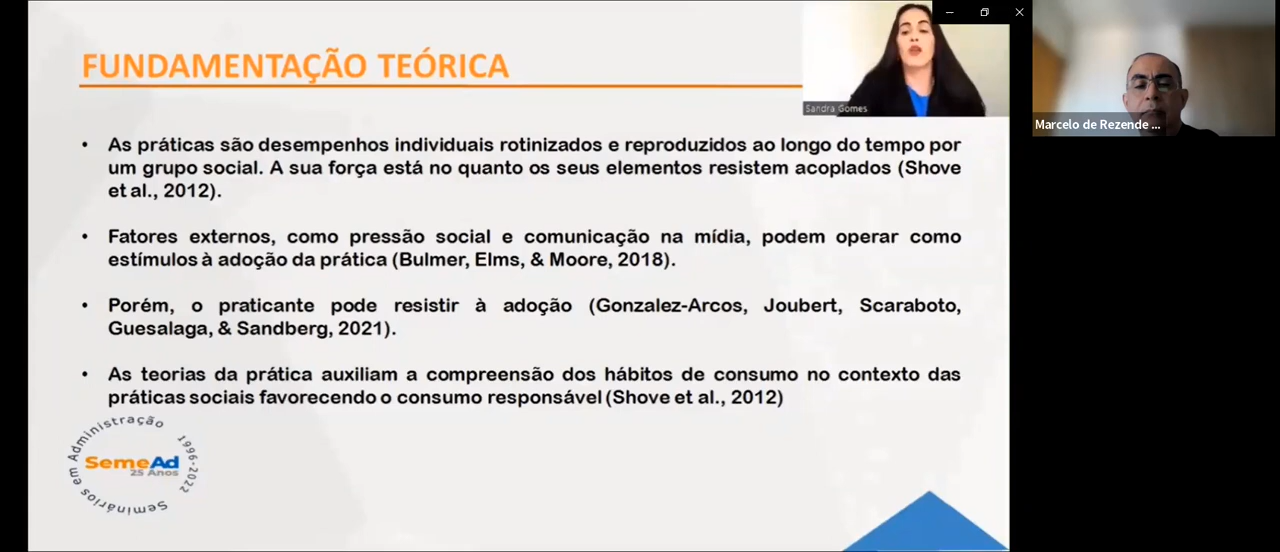 FUNDAMENTAÇÃO TEÓRICA
Sandra Gomes
Marcelo de Rezende ...
• As práticas são desempenhos individuais rotinizados e reproduzidos ao longo do tempo por
um grupo social. A sua força está no quanto os seus elementos resistem acoplados (Shove
et al., 2012).
• Fatores externos, como pressão social e comunicação na mídia, podem operar como
estímulos à adoção da prática (Bulmer, Elms, & Moore, 2018).
• Porém, o praticante pode resistir à adoção (Gonzalez-Arcos, Joubert, Scaraboto,
Guesalaga, & Sandberg, 2021).
• As teorias da prática auxiliam a compreensão dos hábitos de consumo no contexto das
práticas sociais favorecendo o consumo responsável (Shove et al., 2012)
Seminários em Administração 1996-2022
SemeAd
25 Anos